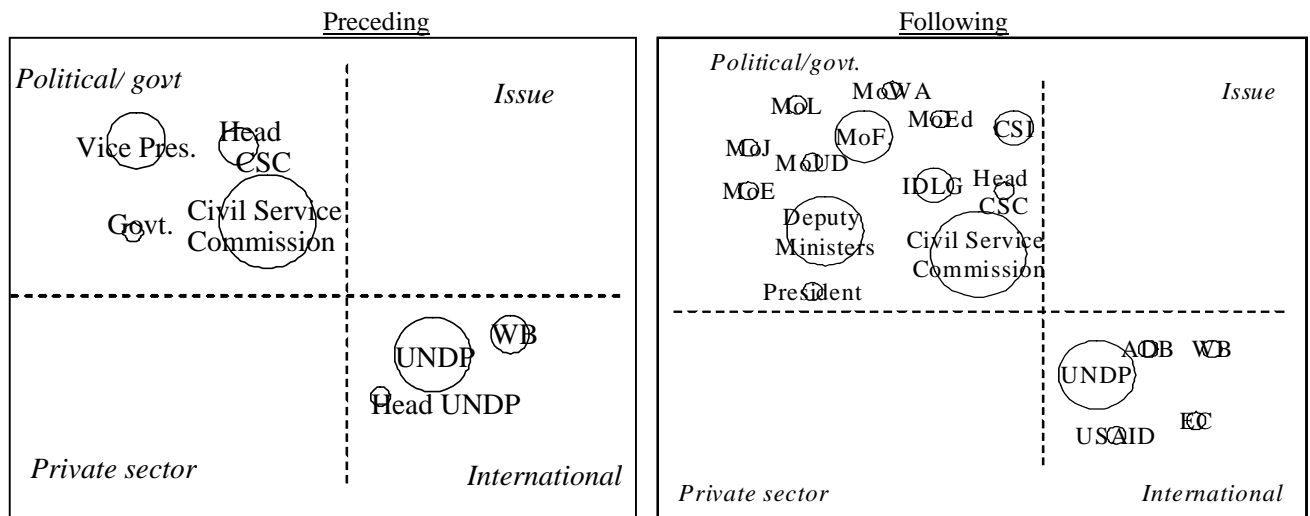 Preceding
Political/ govt
Issue
Head
CSC
Vice Pres.
Govt.
Civil Service
Commission
WB
UNDP
Head UNDP
Private sector
International
Following
Political/govt.
Issue
MoWA
MoL
MoEd
CSI
MoF.
MoJ
MoUD
MoE
IDLG
Head
CSC
Deputy
Ministers
Civil Service
Commission
President
ADB
WB
UNDP
EC
USAID
Private sector
International